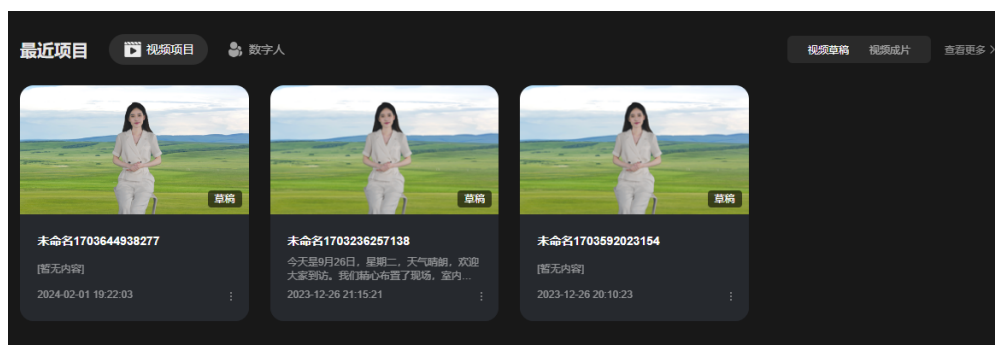 最近项目 视频项目 数字人 视频草稿 视频成片 查看更多
草稿 草稿 草稿
未命名1703644938277
[暂无内容]
2024-02-01 19:22:03
未命名1703236257138
今天是9月26日，星期二，天气晴朗，欢迎
大家到访。我们精心布置了现场，室内...
2023-12-26 21:15:21
未命名1703592023154
[暂无内容]
2023-12-26 20:10:23